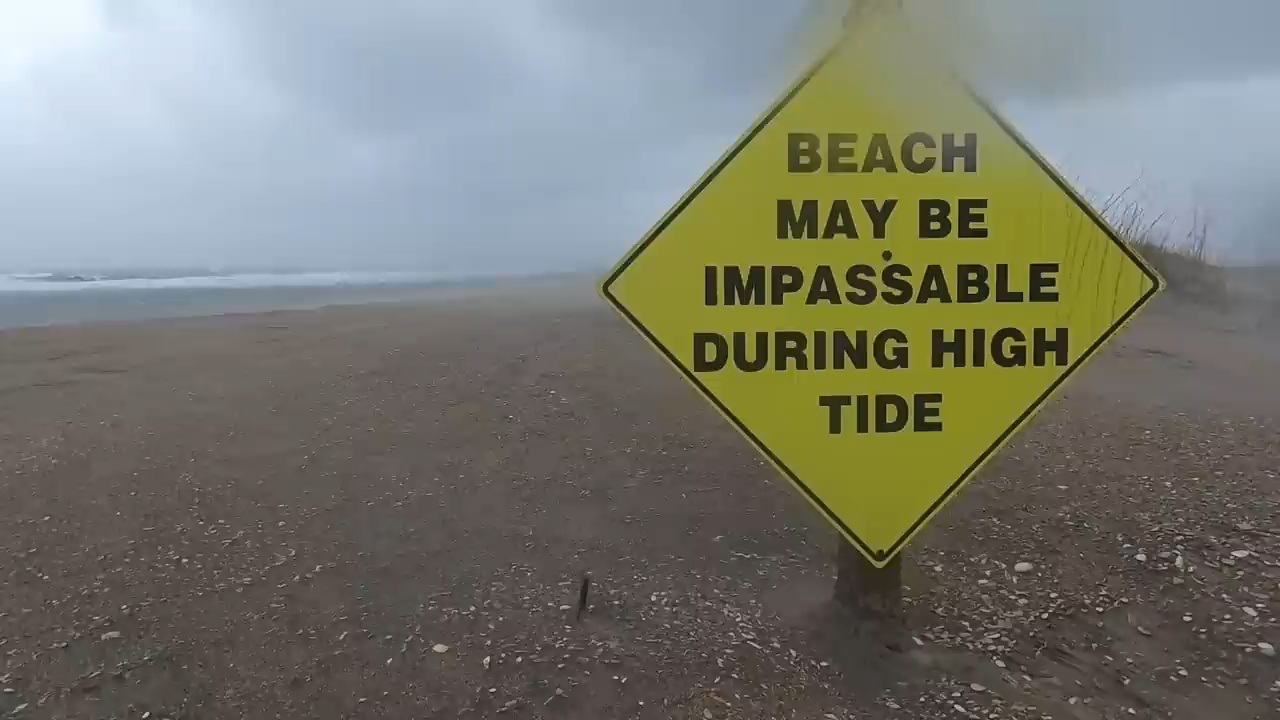 BEACH
MAY BE
IMPASSABLE
DURING HIGH
TIDE